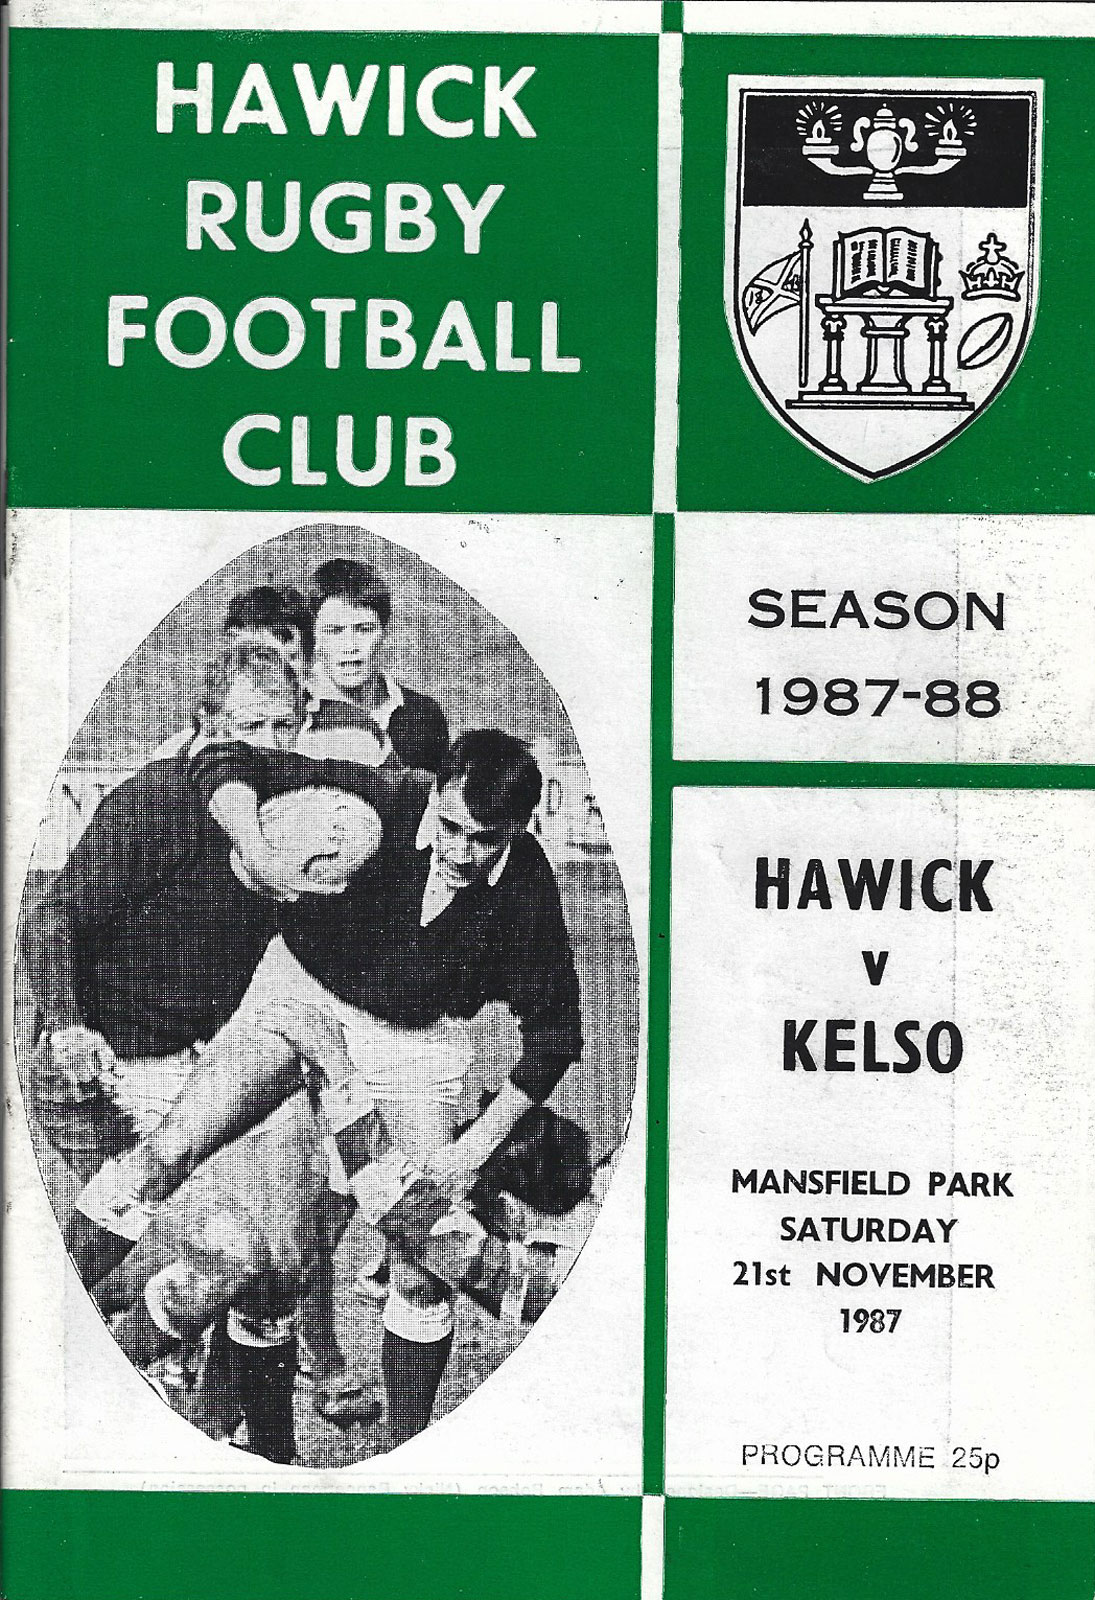 HAWICK
RUGBY
FOOTBALL
CLUB
SEASON
1987-88
HAWICK
V
KELSO
MANSFIELD PARK
SATURDAY
21st NOVEMBER
1987
PROGRAMME 25p